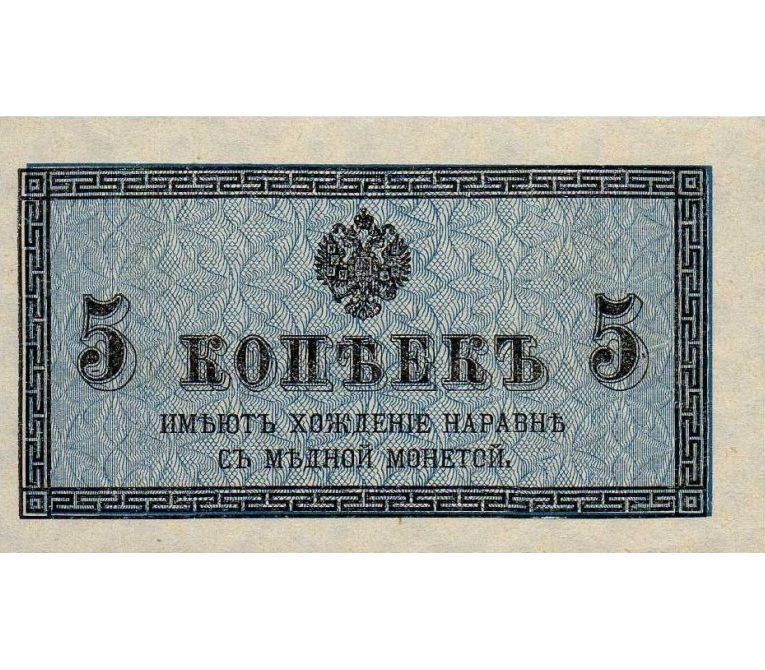 5 КОПѢЕКЪ 5
ИМѢЮТЪ ХОЖДЕНІЕ НАРАВНѢ
СЪ МѢДНОЙ МОНЕТОЙ.